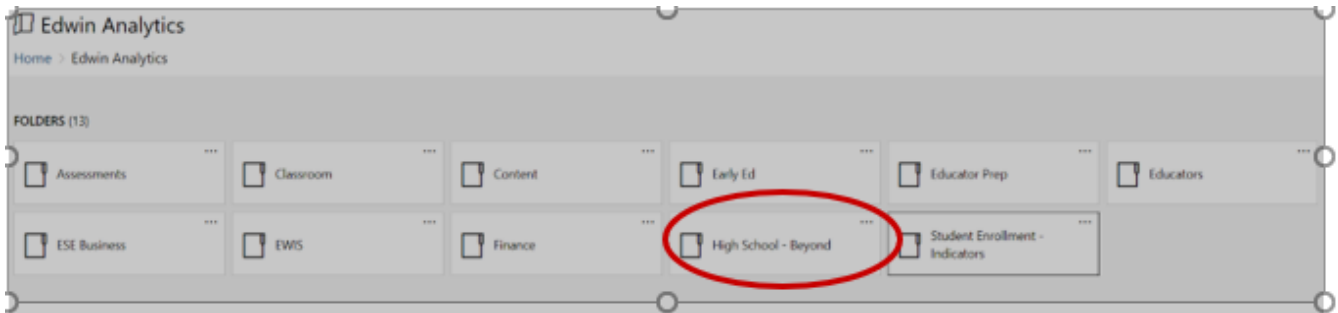 Edwin Analytics
Home > Edwin Analytics
FOLDERS (13)
Assessments
Classroom
Content
Early Ed
Educator Prep
Educators
ESE Business
EWIS
Finance
High School - Beyond
Student Enrollment -
Indicators